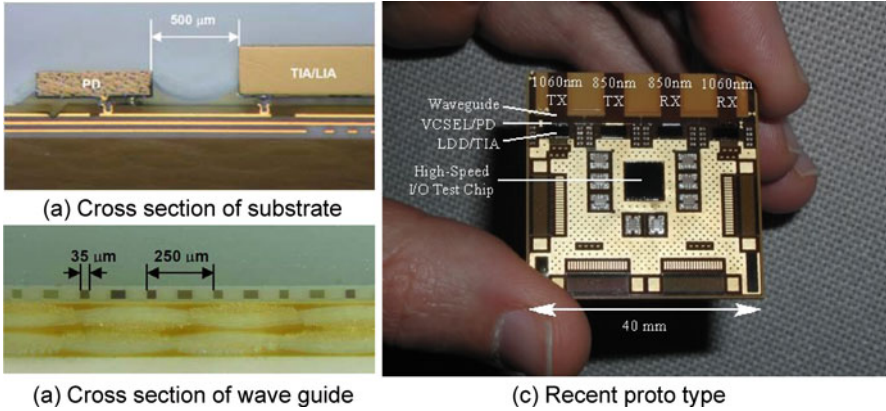 500 μm
PD
TIA/LIA
(a) Cross section of substrate
35 μm
250 μm
(a) Cross section of wave guide
1060nm 850nm 850nm 1060nm
TX TX RX RX
Waveguide
VCSEL/PD
LDD/TIA
High-Speed
I/O Test Chip
40 mm
(c) Recent proto type